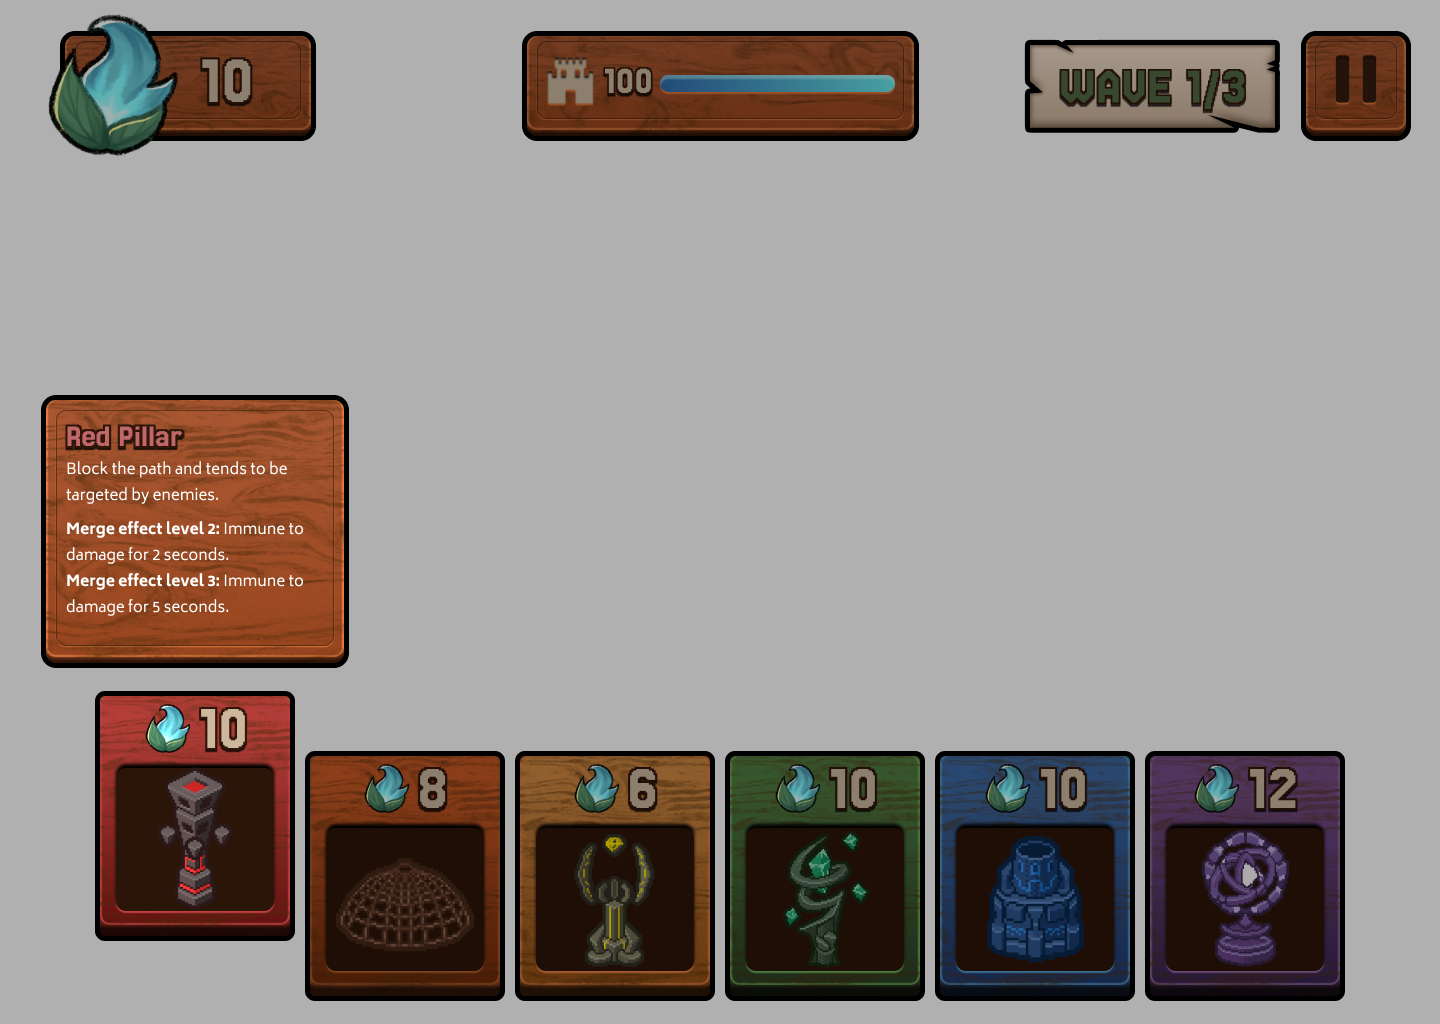 10
100
WAVE 1/3
Red Pillar
Block the path and tends to be
targeted by enemies.
Merge effect level 2: Immune to
damage for 2 seconds.
Merge effect level 3: Immune to
damage for 5 seconds.
10
8
6
10
10
12